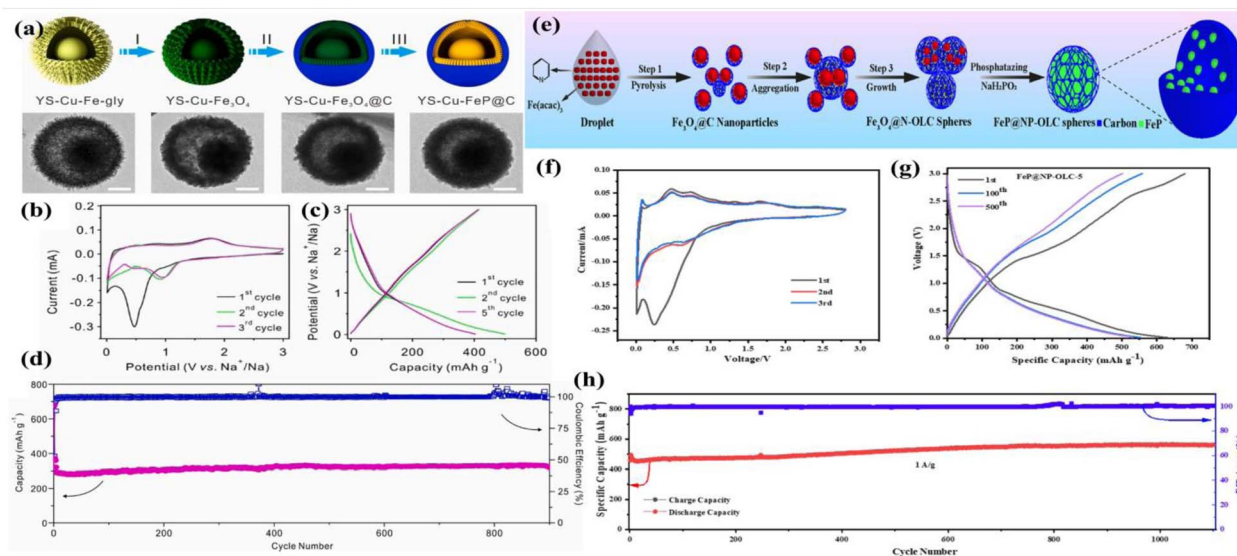 (a)
I II III
YS-Cu-Fe-gly YS-Cu-Fe₃O₄ YS-Cu-Fe₃O₄@C YS-Cu-FeP@C
(b)
Current (mA)
0.2
0.1
0.0
-0.1
-0.2
-0.3
1st cycle
2nd cycle
3rd cycle
0 1 2 3
Potential (V vs. Na⁺/Na)
(c)
Potential (V vs. Na⁺/Na)
3
2
1
0
1st cycle
2nd cycle
5th cycle
0 200 400 600
Capacity (mAh g⁻¹)
(d)
Capacity (mAh g⁻¹)
800
600
400
200
0
100
75
50
25
0
Coulombic Efficiency (%)
0 200 400 600 800
Cycle Number
(e)
Fe(acac)₃
Droplet
Step 1
Pyrolysis
Fe₃O₄@C Nanoparticles
Step 2
Aggregation
Step 3
Growth
Fe₃O₄@N-OLC Spheres
Phosphatazing
NaH₂PO₂
FeP@NP-OLC spheres Carbon FeP
(f)
Current/mA
0.10
0.05
0.00
-0.05
-0.10
-0.15
-0.20
-0.25
1st
2nd
3rd
0.0 0.5 1.0 1.5 2.0 2.5 3.0
Voltage/V
(g)
Voltage (V)
3.0
2.5
2.0
1.5
1.0
0.5
0.0
FeP@NP-OLC-5
1st
100th
500th
0 100 200 300 400 500 600 700 800
Specific Capacity (mAh g⁻¹)
(h)
Specific Capacity (mAh g⁻¹)
800
600
400
200
0
1 A/g
Charge Capacity
Discharge Capacity
100
80
60
40
20
0
0 200 400 600 800 1000
Cycle Number